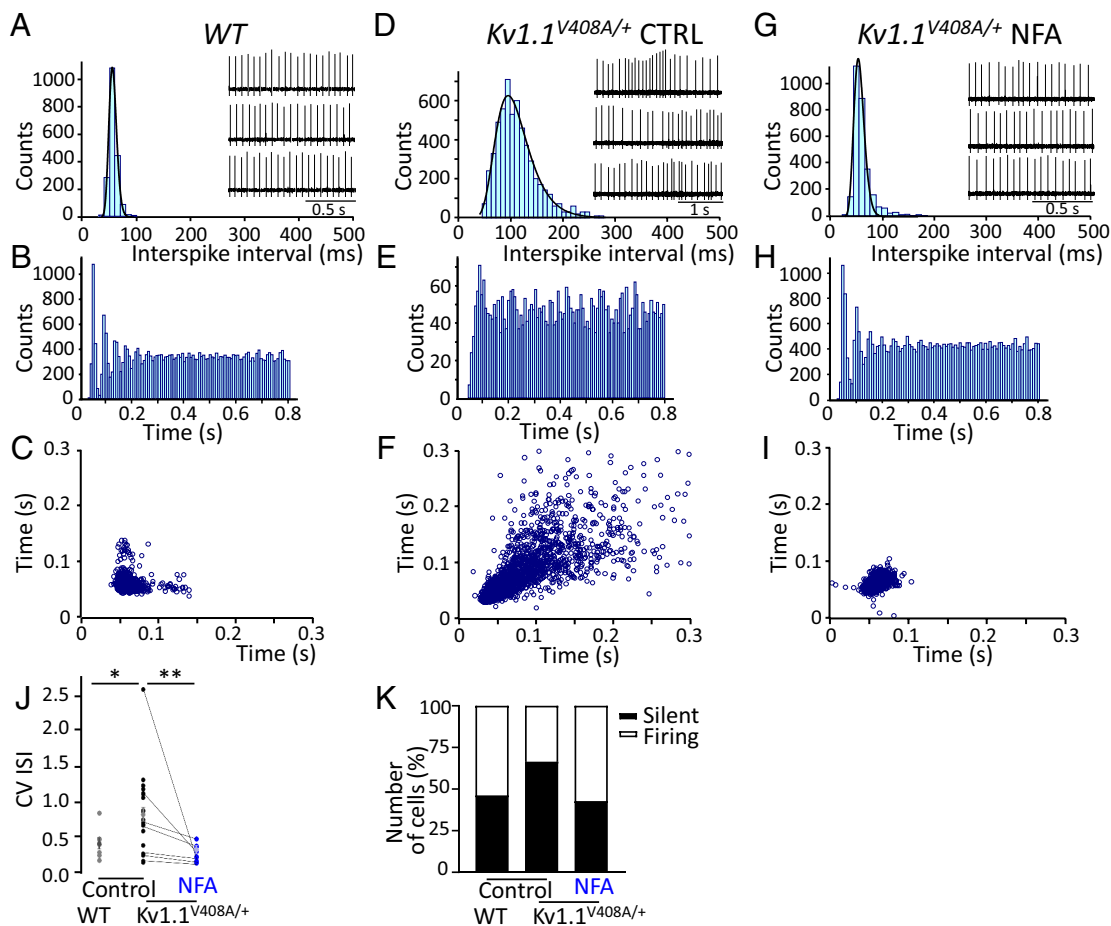 A
WT
1000
800
600
400
200
0
Counts
0.5 s
0 100 200 300 400 500
Interspike interval (ms)
D
Kv1.1V408A/+ CTRL
600
400
200
0
Counts
1 s
0 100 200 300 400 500
Interspike interval (ms)
G
Kv1.1V408A/+ NFA
1000
800
600
400
200
0
Counts
0.5 s
0 100 200 300 400 500
Interspike interval (ms)
B
1000
800
600
400
200
0
Counts
0 0.2 0.4 0.6 0.8
Time (s)
E
60
40
20
0
Counts
0.2 0.4 0.6 0.8
Time (s)
H
1000
800
600
400
200
0
Counts
0 0.2 0.4 0.6 0.8
Time (s)
C
0.3
0.2
0.1
0
Time (s)
0 0.1 0.2 0.3
Time (s)
F
0.3
0.2
0.1
0
Time (s)
0 0.1 0.2 0.3
Time (s)
I
0.3
0.2
0.1
0
Time (s)
0 0.1 0.2 0.3
Time (s)
J
* **
2.5
2.0
1.5
1.0
0.5
0.0
CV ISI
Control NFA
WT Kv1.1V408A/+
K
100
75
50
25
0
Number
of cells (%)
Silent
Firing
Control NFA
WT Kv1.1V408A/+